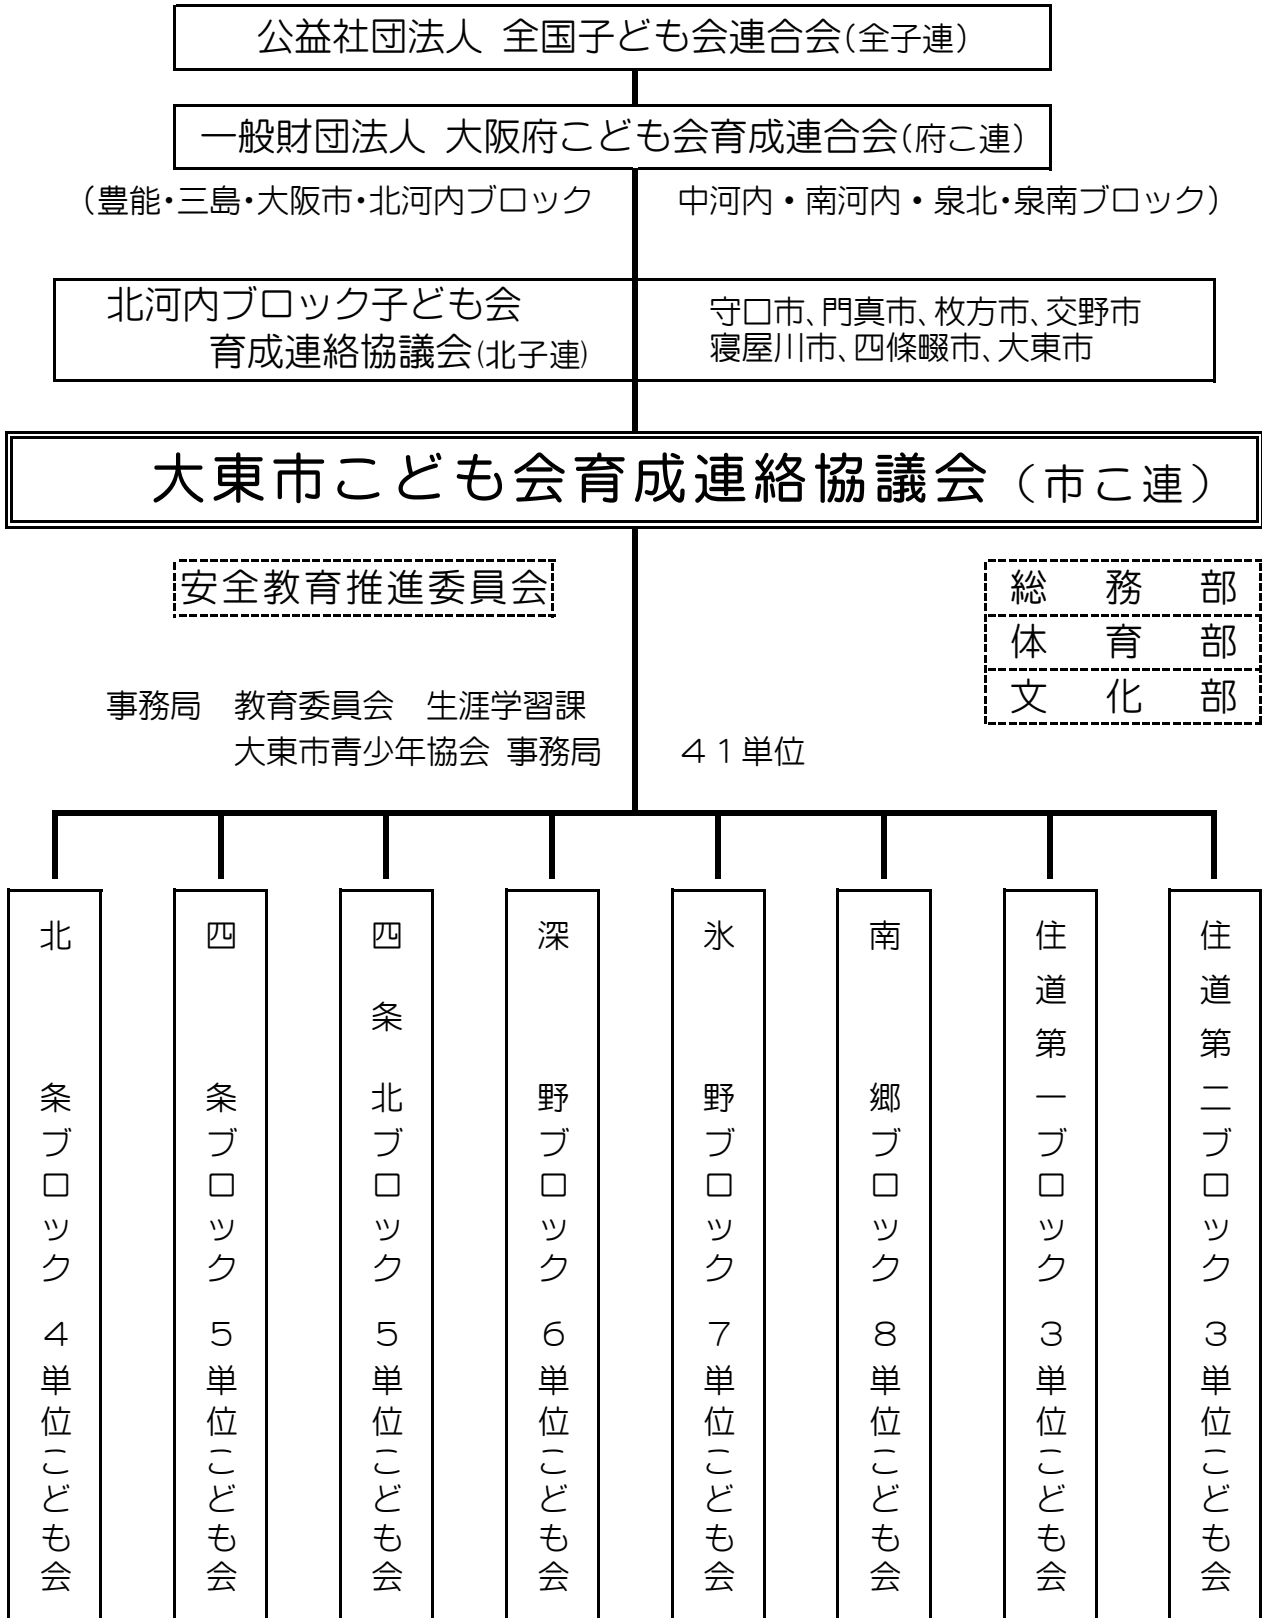 公益社団法人 全国子ども会連合会(全子連)
一般財団法人 大阪府こども会育成連合会(府こ連)
(豊能･三島･大阪市･北河内ブロック 中河内・南河内・泉北･泉南ブロック)
北河内ブロック子ども会
育成連絡協議会(北子連)
守口市､門真市､枚方市､交野市
寝屋川市､四條畷市､大東市
大東市こども会育成連絡協議会（市こ連）
安全教育推進委員会
総務部
体育部
文化部
事務局 教育委員会 生涯学習課
大東市青少年協会 事務局
４１単位
北条ブロック ４単位こども会
四条ブロック ５単位こども会
四条北ブロック ５単位こども会
深野ブロック ６単位こども会
氷野ブロック ７単位こども会
南郷ブロック ８単位こども会
住道第一ブロック ３単位こども会
住道第二ブロック ３単位こども会